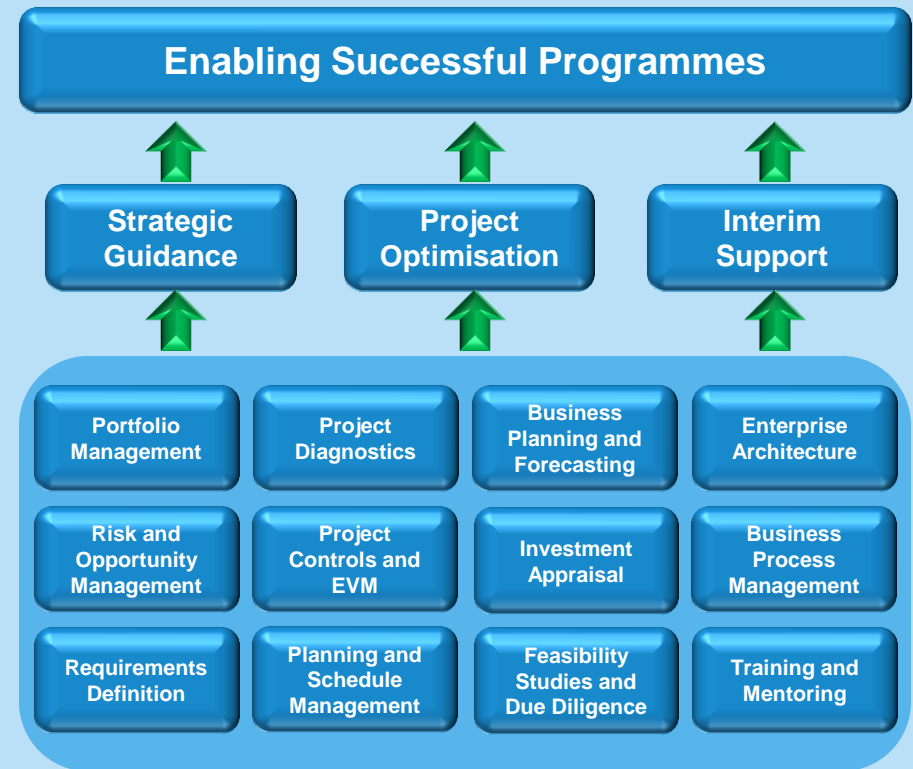 Enabling Successful Programmes
Strategic
Guidance
Project
Optimisation
Interim
Support
Portfolio
Management
Project
Diagnostics
Business
Planning and
Forecasting
Enterprise
Architecture
Risk and
Opportunity
Management
Project
Controls and
EVM
Investment
Appraisal
Business
Process
Management
Requirements
Definition
Planning and
Schedule
Management
Feasibility
Studies and
Due Diligence
Training and
Mentoring